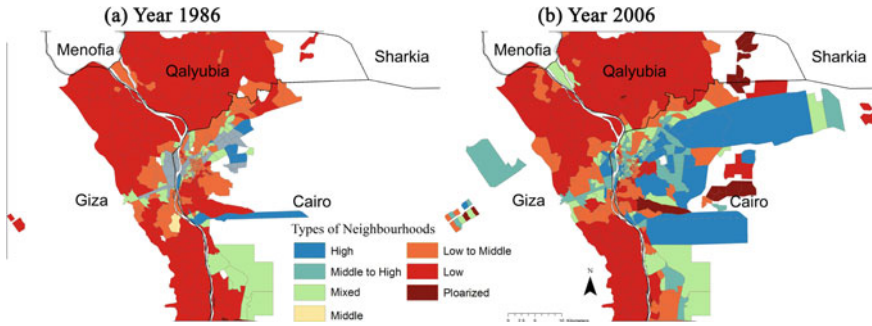 (a) Year 1986
(b) Year 2006
Menofia
Qalyubia
Sharkia
Giza
Cairo
Menofia
Qalyubia
Sharkia
Giza
Cairo
Types of Neighbourhoods
High
Low to Middle
Middle to High
Low
Mixed
Ploarized
Middle
N